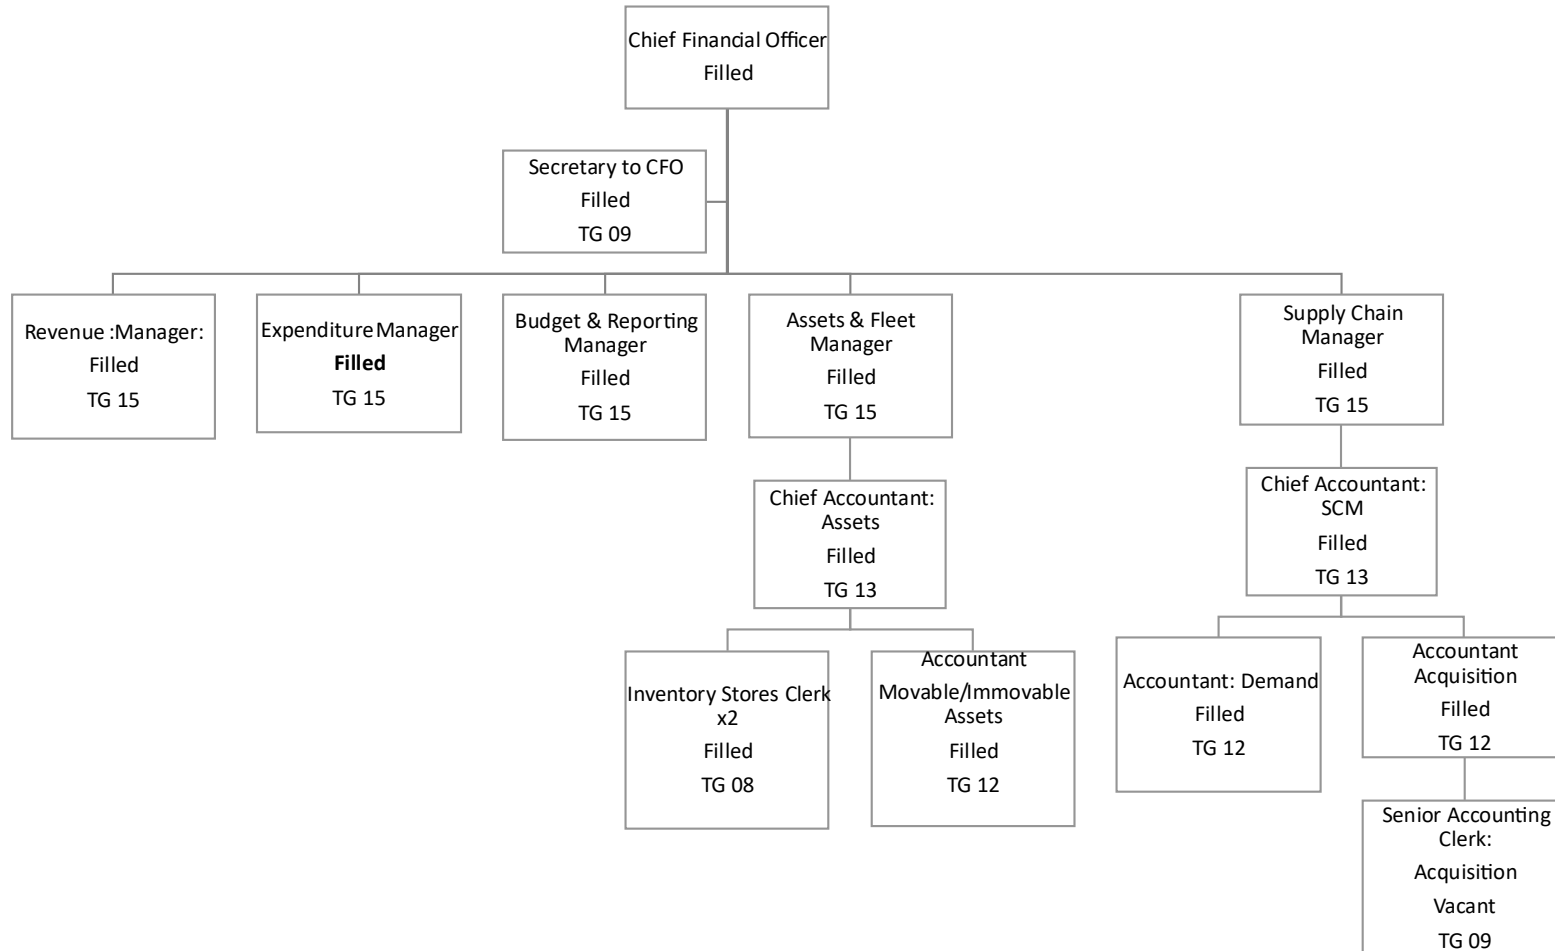 Chief Financial Officer
Filled
Secretary to CFO
Filled
TG 09
Revenue :Manager:
Filled
TG 15
Expenditure Manager
Filled
TG 15
Budget & Reporting
Manager
Filled
TG 15
Assets & Fleet
Manager
Filled
TG 15
Supply Chain
Manager
Filled
TG 15
Chief Accountant:
Assets
Filled
TG 13
Chief Accountant:
SCM
Filled
TG 13
Inventory Stores Clerk
x2
Filled
TG 08
Accountant
Movable/Immovable
Assets
Filled
TG 12
Accountant: Demand
Filled
TG 12
Accountant
Acquisition
Filled
TG 12
Senior Accounting
Clerk:
Acquisition
Vacant
TG 09